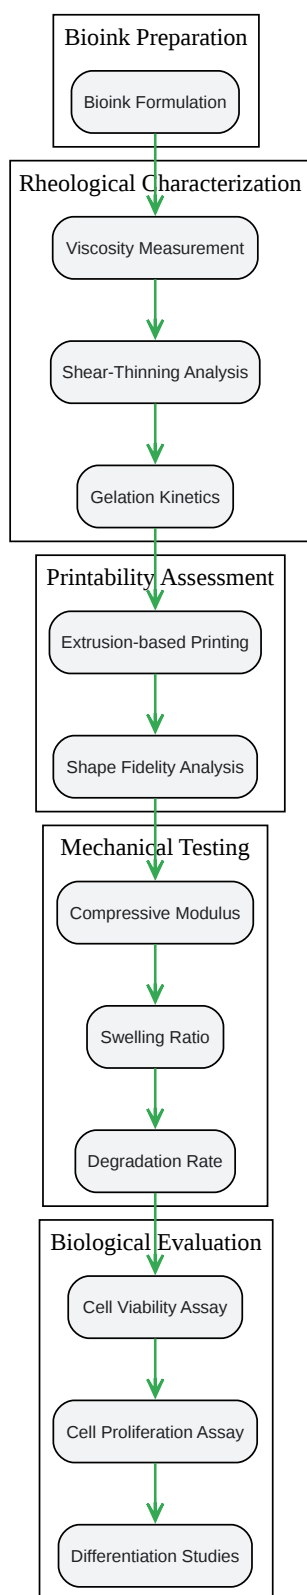 Bioink Preparation
Bioink Formulation
Rheological Characterization
Viscosity Measurement
Shear-Thinning Analysis
Gelation Kinetics
Printability Assessment
Extrusion-based Printing
Shape Fidelity Analysis
Mechanical Testing
Compressive Modulus
Swelling Ratio
Degradation Rate
Biological Evaluation
Cell Viability Assay
Cell Proliferation Assay
Differentiation Studies